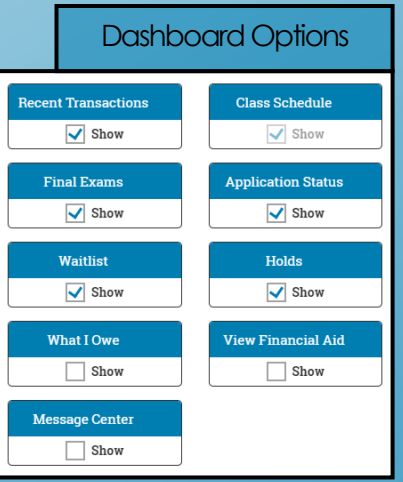 Dashboard Options
Recent Transactions
Show
Class Schedule
Show
Final Exams
Show
Application Status
Show
Waitlist
Show
Holds
Show
What I Owe
Show
View Financial Aid
Show
Message Center
Show